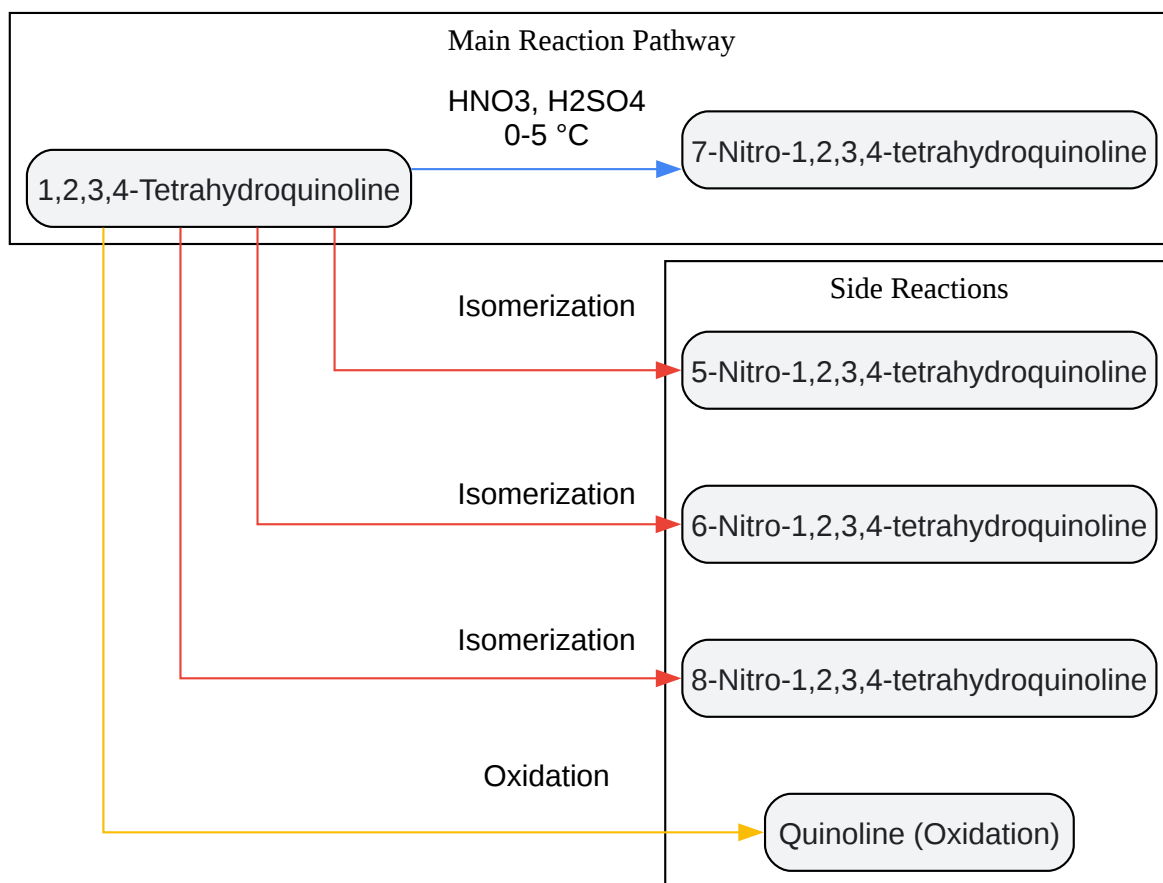 Main Reaction Pathway
HNO3, H2SO4
0-5 °C
1,2,3,4-Tetrahydroquinoline
7-Nitro-1,2,3,4-tetrahydroquinoline
Side Reactions
Isomerization
5-Nitro-1,2,3,4-tetrahydroquinoline
Isomerization
6-Nitro-1,2,3,4-tetrahydroquinoline
Isomerization
8-Nitro-1,2,3,4-tetrahydroquinoline
Oxidation
Quinoline (Oxidation)